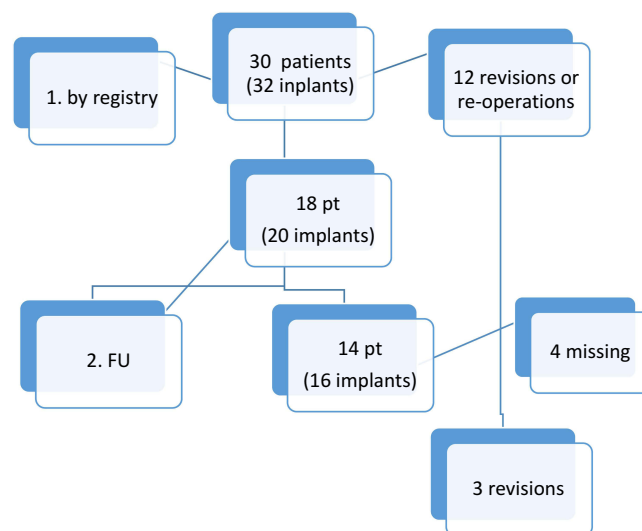 1. by registry
30 patients
(32 inplants)
12 revisions or
re-operations
18 pt
(20 implants)
2. FU
14 pt
(16 implants)
4 missing
3 revisions